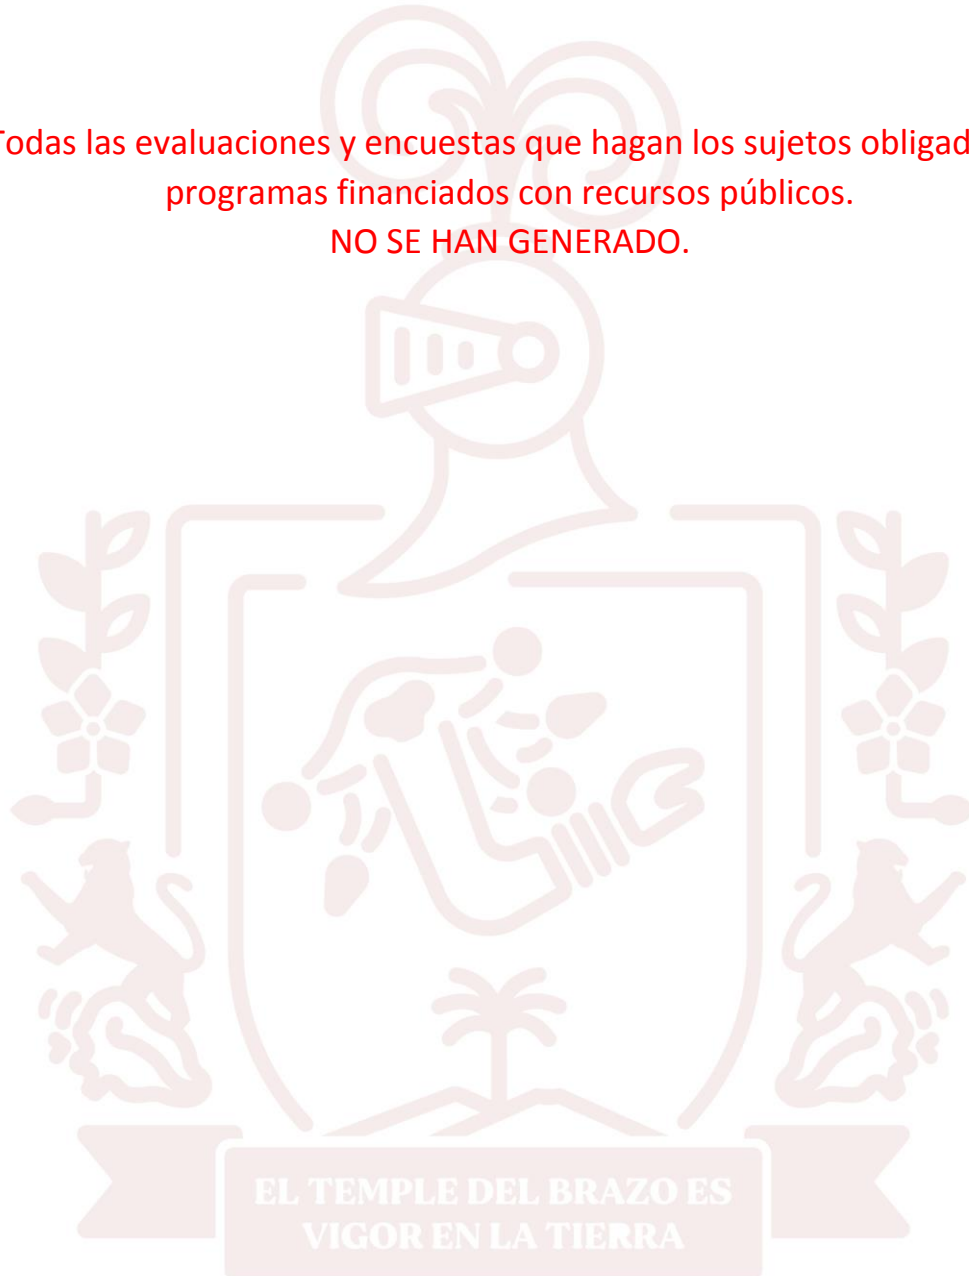 Todas las evaluaciones y encuestas que hagan los sujetos
programas financiados con recursos públicos.
NO SE HAN GENERADO.
EL TEMPLE DEL BRAZO ES
VIGOR EN LA TIERRA